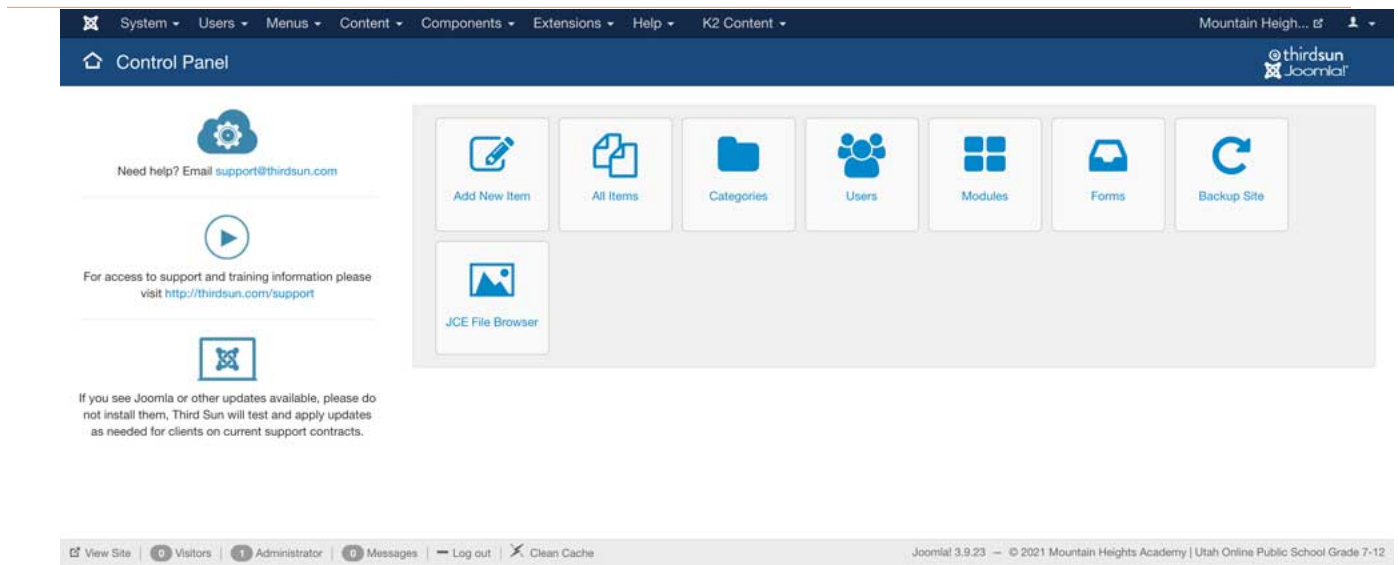 System Users Menus Content Components Extensions Help K2 Content Mountain Heigh...
Control Panel
thirdsun
Joomla!
Need help? Email support@thirdsun.com
For access to support and training information please
visit http://thirdsun.com/support
If you see Joomla or other updates available, please do
not install them, Third Sun will test and apply updates
as needed for clients on current support contracts.
Add New Item All Items Categories Users Modules Forms Backup Site
JCE File Browser
View Site | 0 Visitors | 1 Administrator | 0 Messages | Log out | Clean Cache
Joomla! 3.9.23 — © 2021 Mountain Heights Academy | Utah Online Public School Grade 7-12